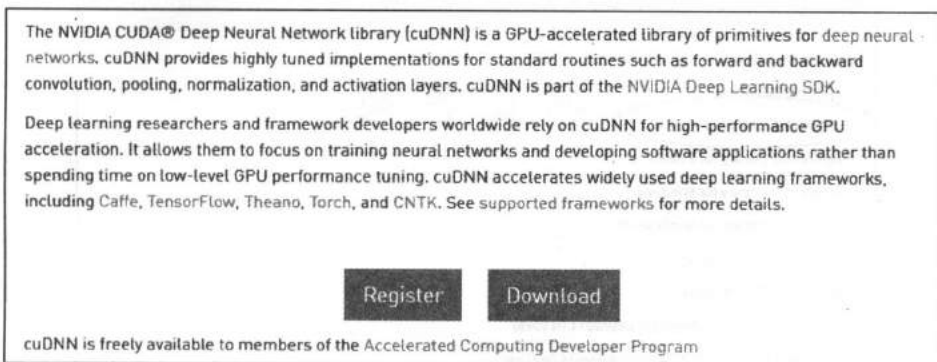 The NVIDIA CUDA® Deep Neural Network library (cuDNN) is a GPU-accelerated library of primitives for deep neural
networks. cuDNN provides highly tuned implementations for standard routines such as forward and backward
convolution, pooling, normalization, and activation layers. cuDNN is part of the NVIDIA Deep Learning SDK.
Deep learning researchers and framework developers worldwide rely on cuDNN for high-performance GPU
acceleration. It allows them to focus on training neural networks and developing software applications rather than
spending time on low-level GPU performance tuning. cuDNN accelerates widely used deep learning frameworks,
including Caffe, TensorFlow, Theano, Torch, and CNTK. See supported frameworks for more details.
Register Download
cuDNN is freely available to members of the Accelerated Computing Developer Program